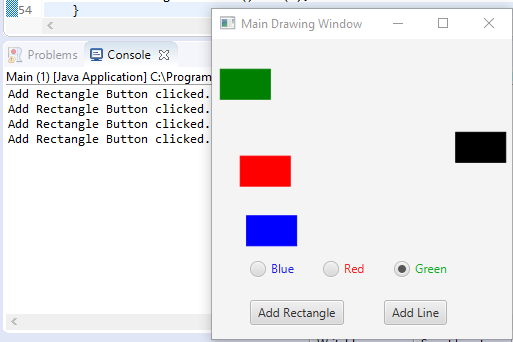 54 }
Main Drawing Window
Problems Console
Main (1) [Java Application] C:\Program
Add Rectangle Button clicked.
Add Rectangle Button clicked.
Add Rectangle Button clicked.
Add Rectangle Button clicked.
Blue Red Green
Add Rectangle Add Line